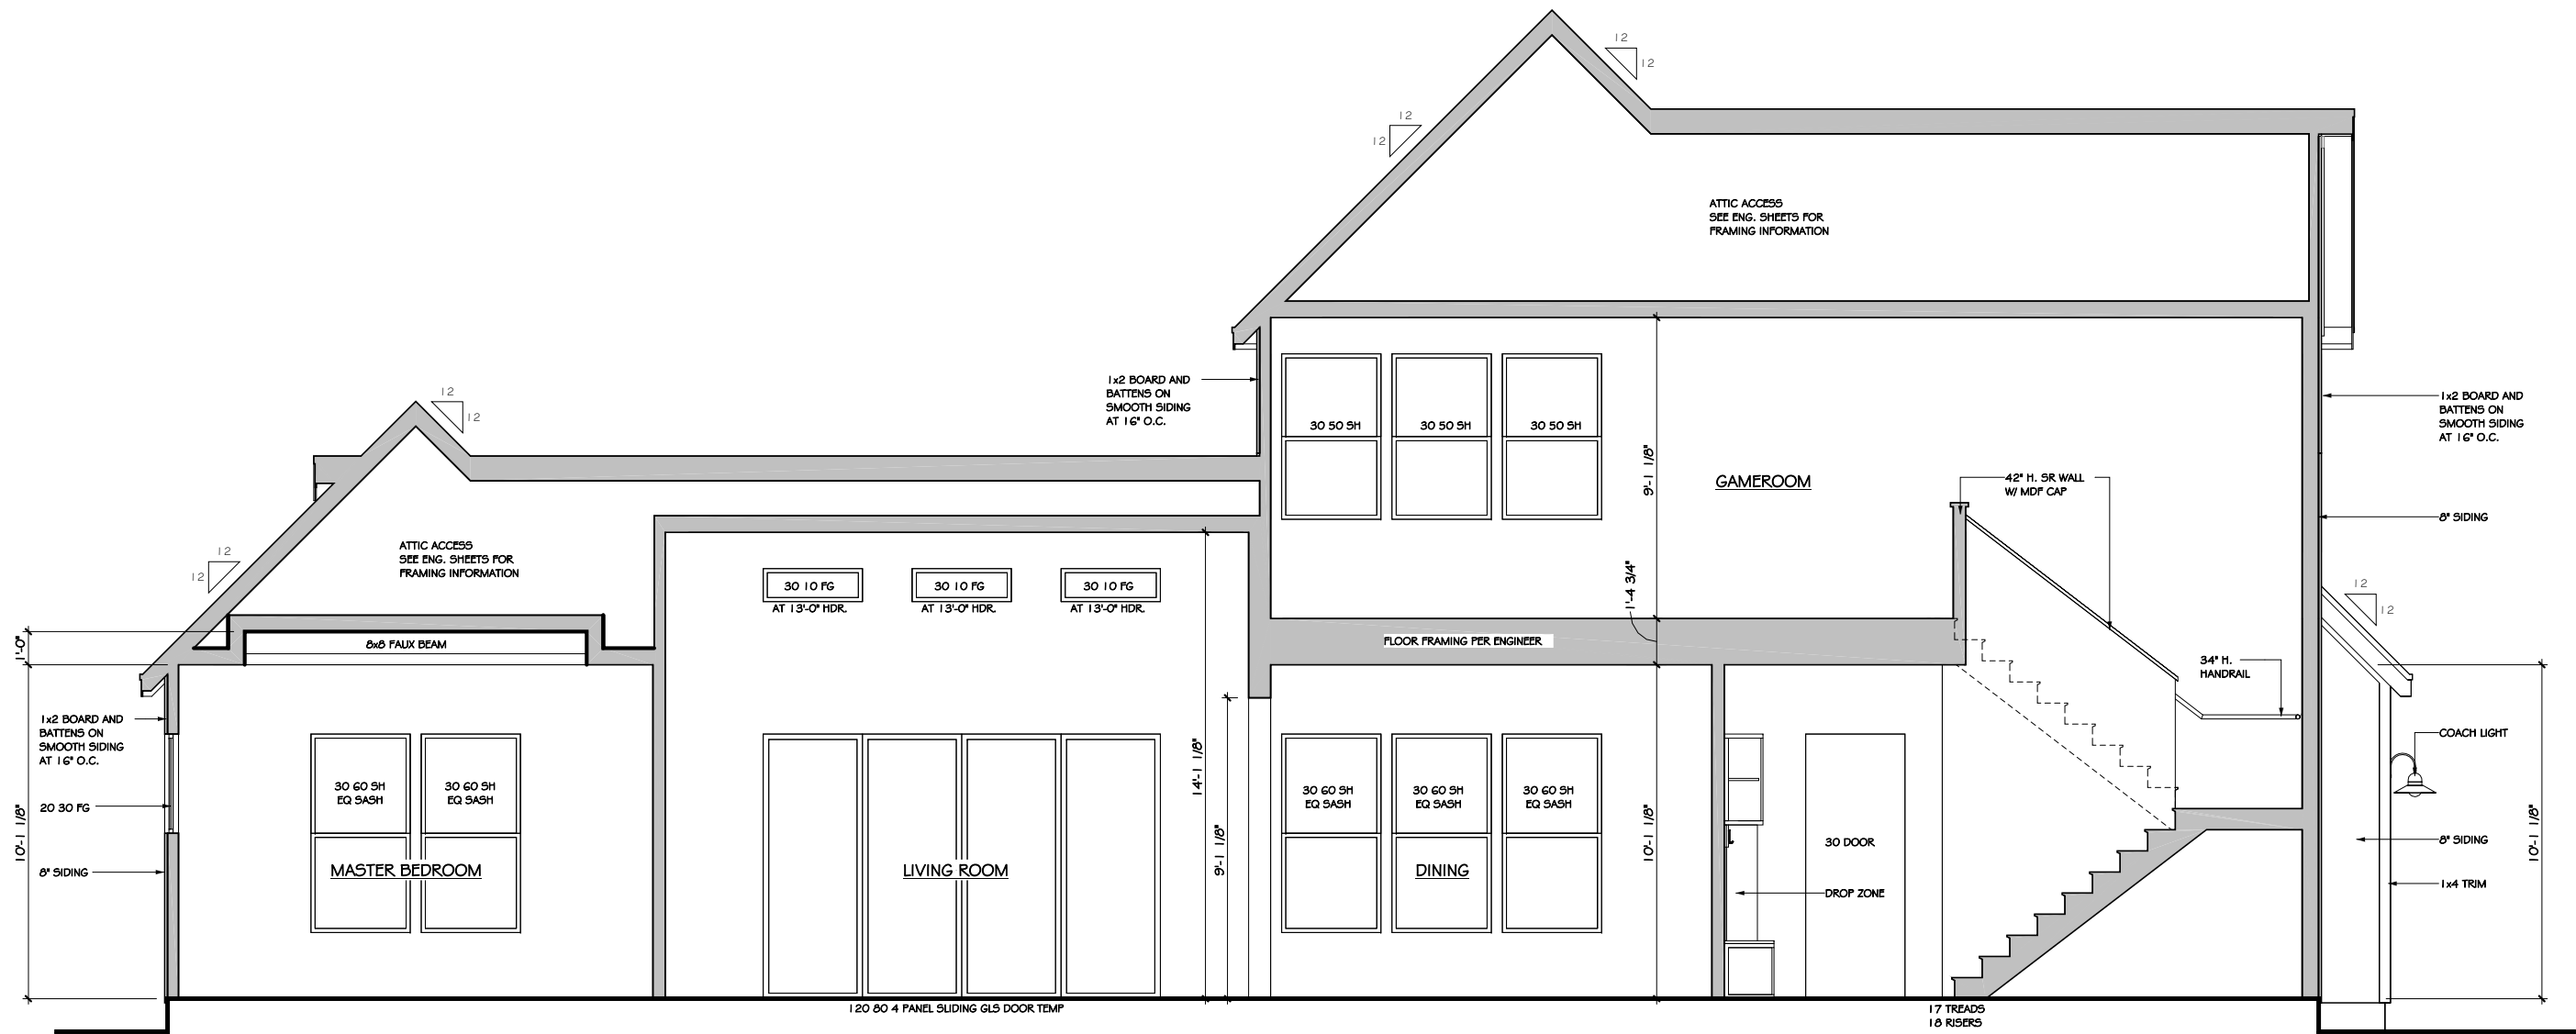 12
12
12
12
ATTIC ACCESS
SEE ENG. SHEETS FOR
FRAMING INFORMATION
1x2 BOARD AND
BATTENS ON
SMOOTH SIDING
AT 16" O.C.
30 50 SH
30 50 SH
30 50 SH
9'-1 1/8"
GAMEROOM
42" H. SR WALL
W/ MDF CAP
1x2 BOARD AND
BATTENS ON
SMOOTH SIDING
AT 16" O.C.
8" SIDING
12
12
12
12
ATTIC ACCESS
SEE ENG. SHEETS FOR
FRAMING INFORMATION
30 10 FG
AT 13'-0" HDR.
30 10 FG
AT 13'-0" HDR.
30 10 FG
AT 13'-0" HDR.
1'-4 3/4"
12
12
1'-0"
8x8 FAUX BEAM
FLOOR FRAMING PER ENGINEER
34" H.
HANDRAIL
1x2 BOARD AND
BATTENS ON
SMOOTH SIDING
AT 16" O.C.
20 30 FG
8" SIDING
10'-1 1/8"
30 60 SH
EQ SASH
30 60 SH
EQ SASH
MASTER BEDROOM
LIVING ROOM
14'-1 1/8"
9'-1 1/8"
30 60 SH
EQ SASH
30 60 SH
EQ SASH
30 60 SH
EQ SASH
DINING
10'-1 1/8"
30 DOOR
DROP ZONE
COACH LIGHT
8" SIDING
1x4 TRIM
10'-1 1/8"
120 80 4 PANEL SLIDING GLS DOOR TEMP
17 TREADS
18 RISERS